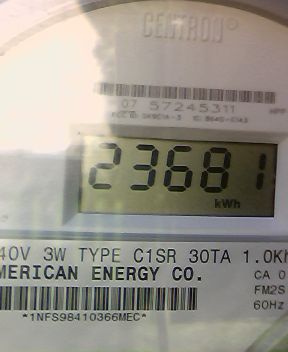 CENTRON®
07 57245311
23681
kWh
40V 3W TYPE C1SR 30TA 1.0Kh
MERICAN ENERGY CO.
CA 0
FM2S
60Hz
*1NFS98410366MEC*